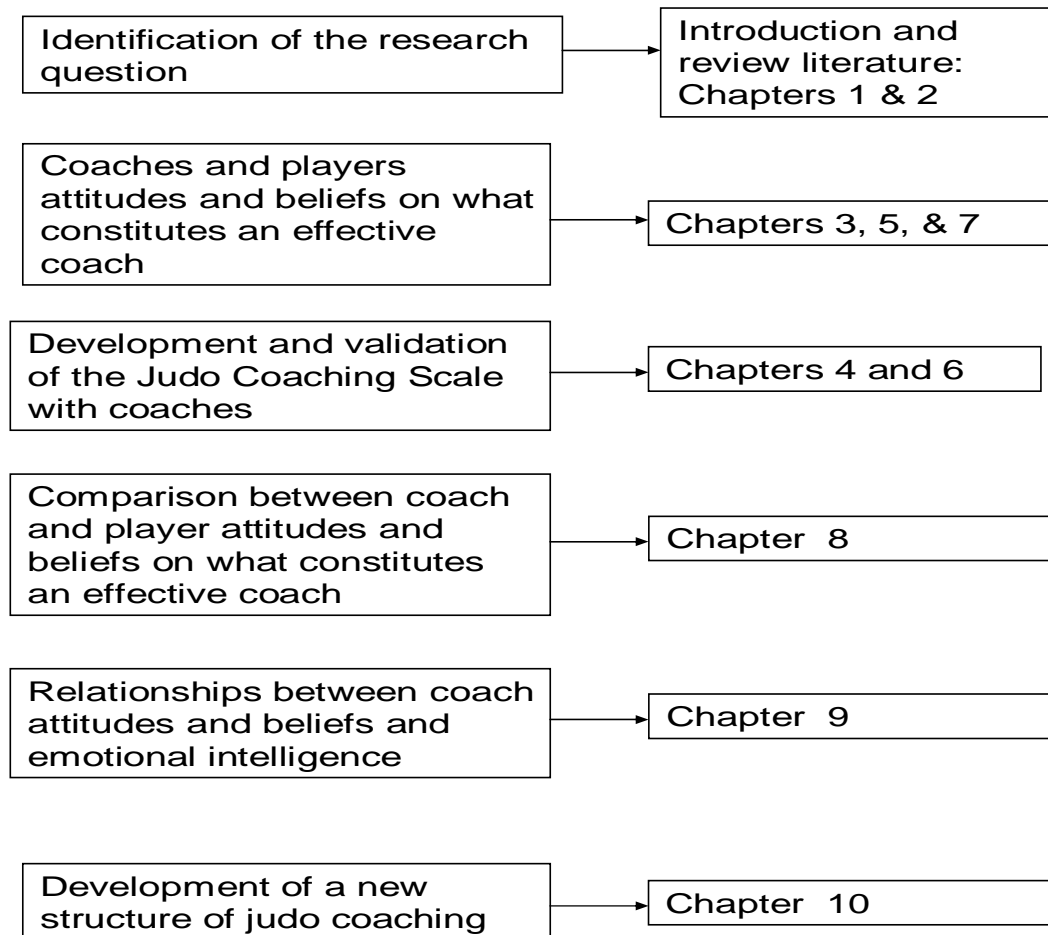 Identification of the research
question
Introduction and
review literature:
Chapters 1 & 2
Coaches and players
attitudes and beliefs on what
constitutes an effective
coach
Chapters 3, 5, & 7
Development and validation
of the Judo Coaching Scale
with coaches
Chapters 4 and 6
Comparison between coach
and player attitudes and
beliefs on what constitutes
an effective coach
Chapter 8
Relationships between coach
attitudes and beliefs and
emotional intelligence
Chapter 9
Development of a new
structure of judo coaching
Chapter 10